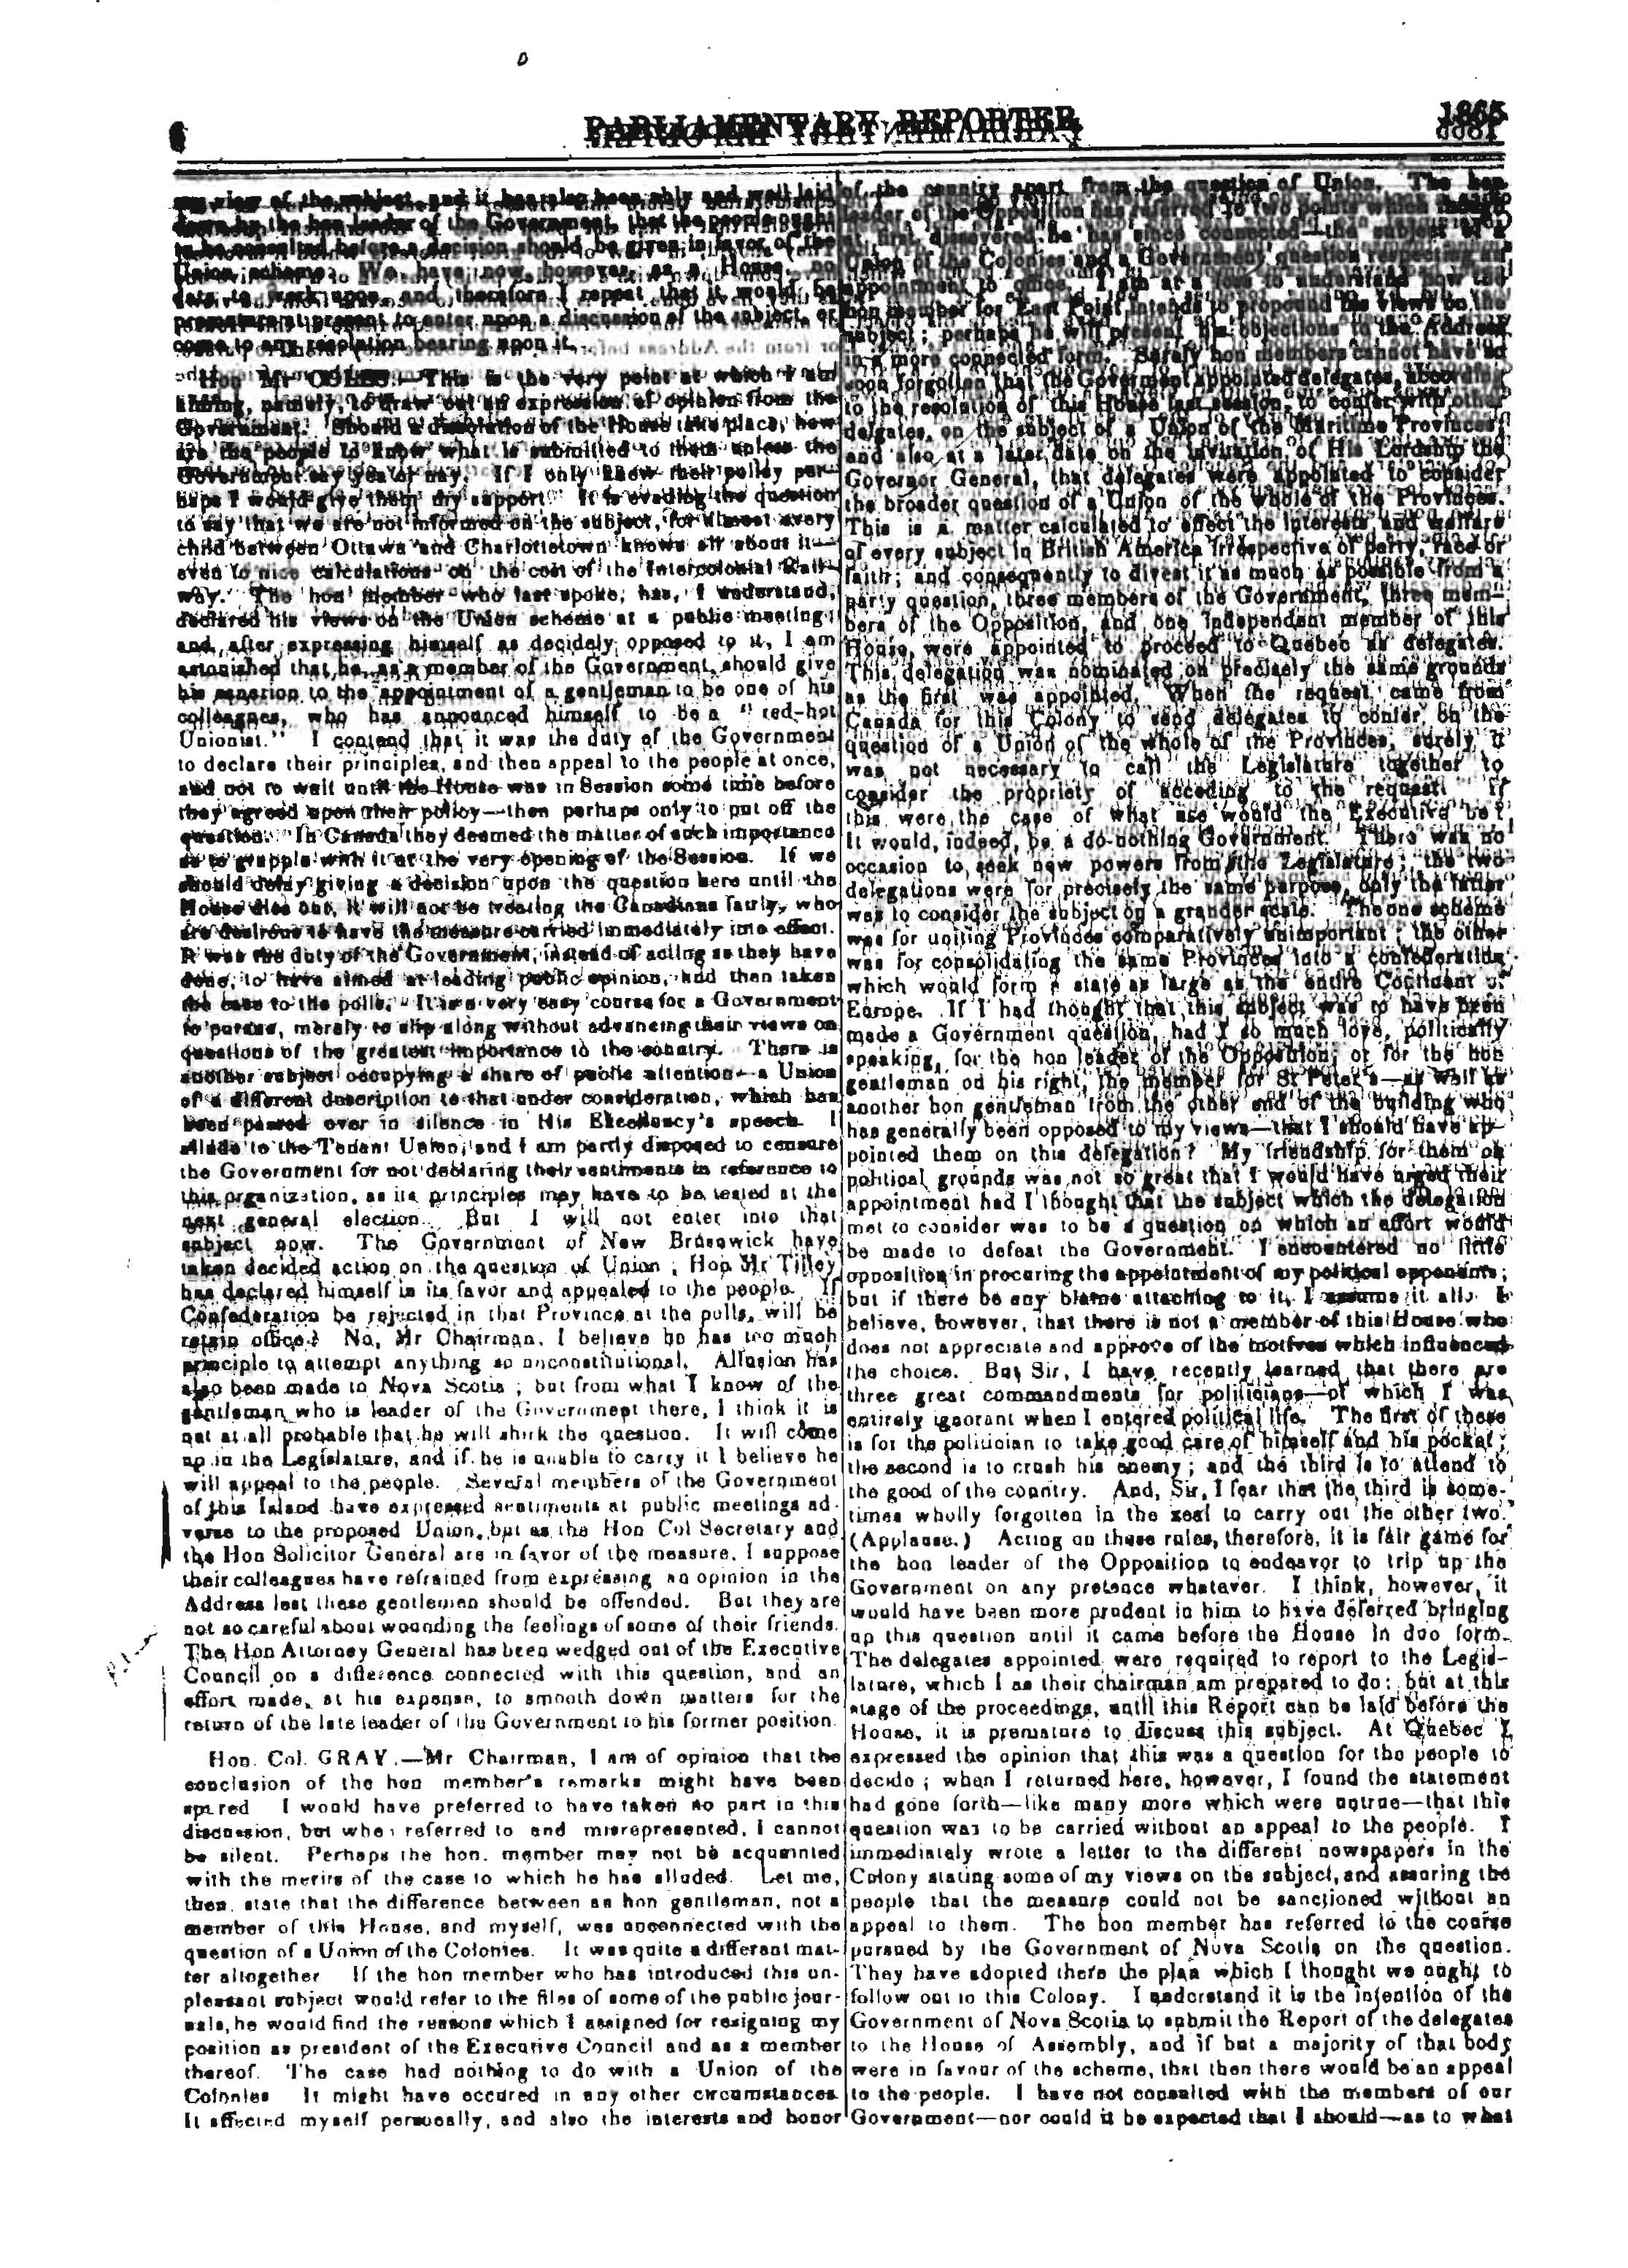 6
PARLIAMENTARY REPORTER
1865
view of the subject, and it has also been ably and well laid
down by the hon leader of the Government, that the people ought
to be consulted before a decision should be given in favor of the
Union scheme. We have now however, as a House, no
data to work upon, and therefore I repeat that it would be
premature at present to enter upon a discussion of the subject, or
come to any resolution bearing upon it.
Hon Mr COLES.—This is the very point at which I am
aiming, namely, to draw out an expression of opinion from the
Government. Should a dissolution of the House take place, how
are the people to know what is submitted to them unless the
Government say yea or nay. If I only knew their policy per-
haps I would give them my support. It is evading the question
to say that we are not informed on the subject, for almost every
child between Ottawa and Charlottetown knows all about it—
even to nice calculations on the cost of the Intercolonial Rail-
way. The hon member who last spoke, has, I understand,
declared his views on the Union scheme at a public meeting;
and, after expressing himself as decidely opposed to it, I am
astonished that he, as a member of the Government, should give
his sanction to the appointment of a gentleman to be one of his
colleagues, who has announced himself to be a "red-hot
Unionist." I contend that it was the duty of the Government
to declare their principles, and then appeal to the people at once,
and not to wait until the House was in Session some time before
they agreed upon their policy—then perhaps only to put off the
question. In Canada they deemed the matter of such importance
as to grapple with it at the very opening of the Session. If we
should delay giving a decision upon the question here until the
House dies out, it will not be treating the Canadians fairly, who
are desirous to have the measure carried immediately into effect.
It was the duty of the Government, instead of acting as they have
done, to have aimed at leading public opinion, and then taken
the case to the polls. It is a very easy course for a Government
to pursue, merely to slip along without advancing their views on
questions of the greatest importance to the country. There is
another subject occupying a share of public attention—a Union
of a different description to that under consideration, which has
been passed over in silence in His Excellency's speech. I
allude to the Tenant Union, and I am partly disposed to censure
the Government for not declaring their sentiments in reference to
this organization, as its principles may have to be tested at the
next general election. But I will not enter into that
subject now. The Government of New Brunswick have
taken decided action on the question of Union; Hon Mr Tilley
has declared himself in its favor and appealed to the people. If
Confederation be rejected in that Province at the polls, will be
retain office? No, Mr Chairman, I believe he has too much
principle to attempt anything so unconstitutional. Allusion has
also been made to Nova Scotia; but from what I know of the
gentleman who is leader of the Government there, I think it is
not at all probable that he will shirk the question. It will come
up in the Legislature, and if he is unable to carry it I believe he
will appeal to the people. Several members of the Government
of this Island have expressed sentiments at public meetings ad-
verse to the proposed Union, but as the Hon Col Secretary and
the Hon Solicitor General are in favor of the measure, I suppose
their colleagues have refrained from expressing an opinion in the
Address lest these gentlemen should be offended. But they are
not so careful about wounding the feelings of some of their friends.
The Hon Attorney General has been wedged out of the Executive
Council on a difference connected with this question, and an
effort made, at his expense, to smooth down matters for the
return of the late leader of the Government to his former position.
Hon. Col. GRAY.—Mr Chairman, I am of opinion that the
conclusion of the hon member's remarks might have been
spared I would have preferred to have taken no part in this
discussion, but when referred to and misrepresented, I cannot
be silent. Perhaps the hon. member may not be acquainted
with the merits of the case to which he has alluded. Let me,
then, state that the difference between an hon gentleman, not a
member of this House, and myself, was unconnected with the
question of a Union of the Colonies. It was quite a different mat-
ter altogether If the hon member who has introduced this un-
pleasant subject would refer to the files of some of the public jour-
nals, he would find the reasons which I assigned for resigning my
position as president of the Executive Council and as a member
thereof. The case had nothing to do with a Union of the
Colonies It might have occured in any other circumstances
It affected myself personally, and also the interests and honor
of the country apart from the question of Union. The hon
leader of the Opposition has referred to two points which
at first discovered he has since connected—the subject of a
Union of the Colonies and a Government question respecting an
appointment to office. I am at a loss to understand how the
hon member for East Point intends to propound his views on the
subject; perhaps he will present his objections to the Address
in a more connected form. Surely hon members cannot have so
soon forgotten that the Goverment appointed delegates, according
to the resolution of this House last session, to confer with other
delgates, on the subject of a Union of the Maritime Provinces,
and also at a later date on the invitation of His Lordship the
Governor General, that delegates were appointed to consider
the broader question of a Union of the whole of the Provinces.
This is a matter calculated to effect the interests and welfare
of every subject in British America irrespective of party, race or
faith; and consequently to divest it as much as possible from a
party question, three members of the Government, three mem-
bers of the Opposition, and one independent member of this
House, were appointed to proceed to Quebec as delegates.
This delegation was nominated on precisely the same grounds
as the first was appointed. When the request came from
Canada for this Colony to send delegates to confer on the
question of a Union of the whole of the Provinces, surely it
was not necessary to call the Legislature together to
consider the propriety of acceding to the request. If
this were the case of what use would the Executive be?
It would, indeed, be a do-nothing Government. There was no
occasion to seek new powers from the Legislature; the two
delegations were for precisely the same purpose, only the latter
was to consider the subject on a grander scale. The one scheme
was for uniting Provinces comparatively unimportant; the other
was for consolidating the same Provinces into a confederation
which would form a state as large as the entire Continent of
Europe. If I had thought that this subject was to have been
made a Government question, had I so much love, politically
speaking, for the hon leader of the Opposition, or for the hon
gentleman on his right, the member for St Peter's—as well as
another hon gentleman from the other end of the building who
has generally been opposed to my views—that I should have ap-
pointed them on this delegation? My friendship for them on
political grounds was not so great that I would have urged their
appointment had I thought that the subject which the delegation
met to consider was to be a question on which an effort would
be made to defeat the Government. I encountered no little
opposition in procuring the appointment of my political opponents;
but if there be any blame attaching to it, I assume it all. I
believe, however, that there is not a member of this House who
does not appreciate and approve of the motives which influenced
the choice. But Sir, I have recently learned that there are
three great commandments for politicians—of which I was
entirely ignorant when I entered political life. The first of these
is for the politician to take good care of himself and his pocket;
the second is to crush his enemy; and the third is to attend to
the good of the country. And, Sir, I fear that the third is some-
times wholly forgotten in the zeal to carry out the other two.
(Applause.) Acting on these rules, therefore, it is fair game for
the hon leader of the Opposition to endeavor to trip up the
Government on any pretence whatever. I think, however, it
would have been more prudent in him to have deferred bringing
up this question until it came before the House in due form.
The delegates appointed were required to report to the Legis-
lature, which I as their chairman am prepared to do; but at this
stage of the proceedings, until this Report can be laid before the
House, it is premature to discuss this subject. At Quebec I
expressed the opinion that this was a question for the people to
decide; when I returned here, however, I found the statement
had gone forth—like many more which were untrue—that this
question was to be carried without an appeal to the people. I
immediately wrote a letter to the different newspapers in the
Colony stating some of my views on the subject, and assuring the
people that the measure could not be sanctioned without an
appeal to them. The hon member has referred to the course
pursued by the Government of Nova Scotia on the question.
They have adopted there the plan which I thought we ought to
follow out in this Colony. I understand it is the intention of the
Government of Nova Scotia to submit the Report of the delegates
to the House of Assembly, and if but a majority of that body
were in favour of the scheme, that then there would be an appeal
to the people. I have not consulted with the members of our
Government—nor could it be expected that I should—as to what